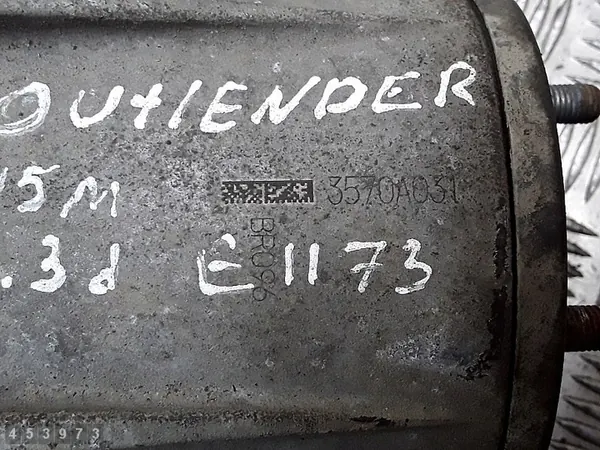 OUTLENDER
15M
3570A031
BR096
.3d E1173
453973